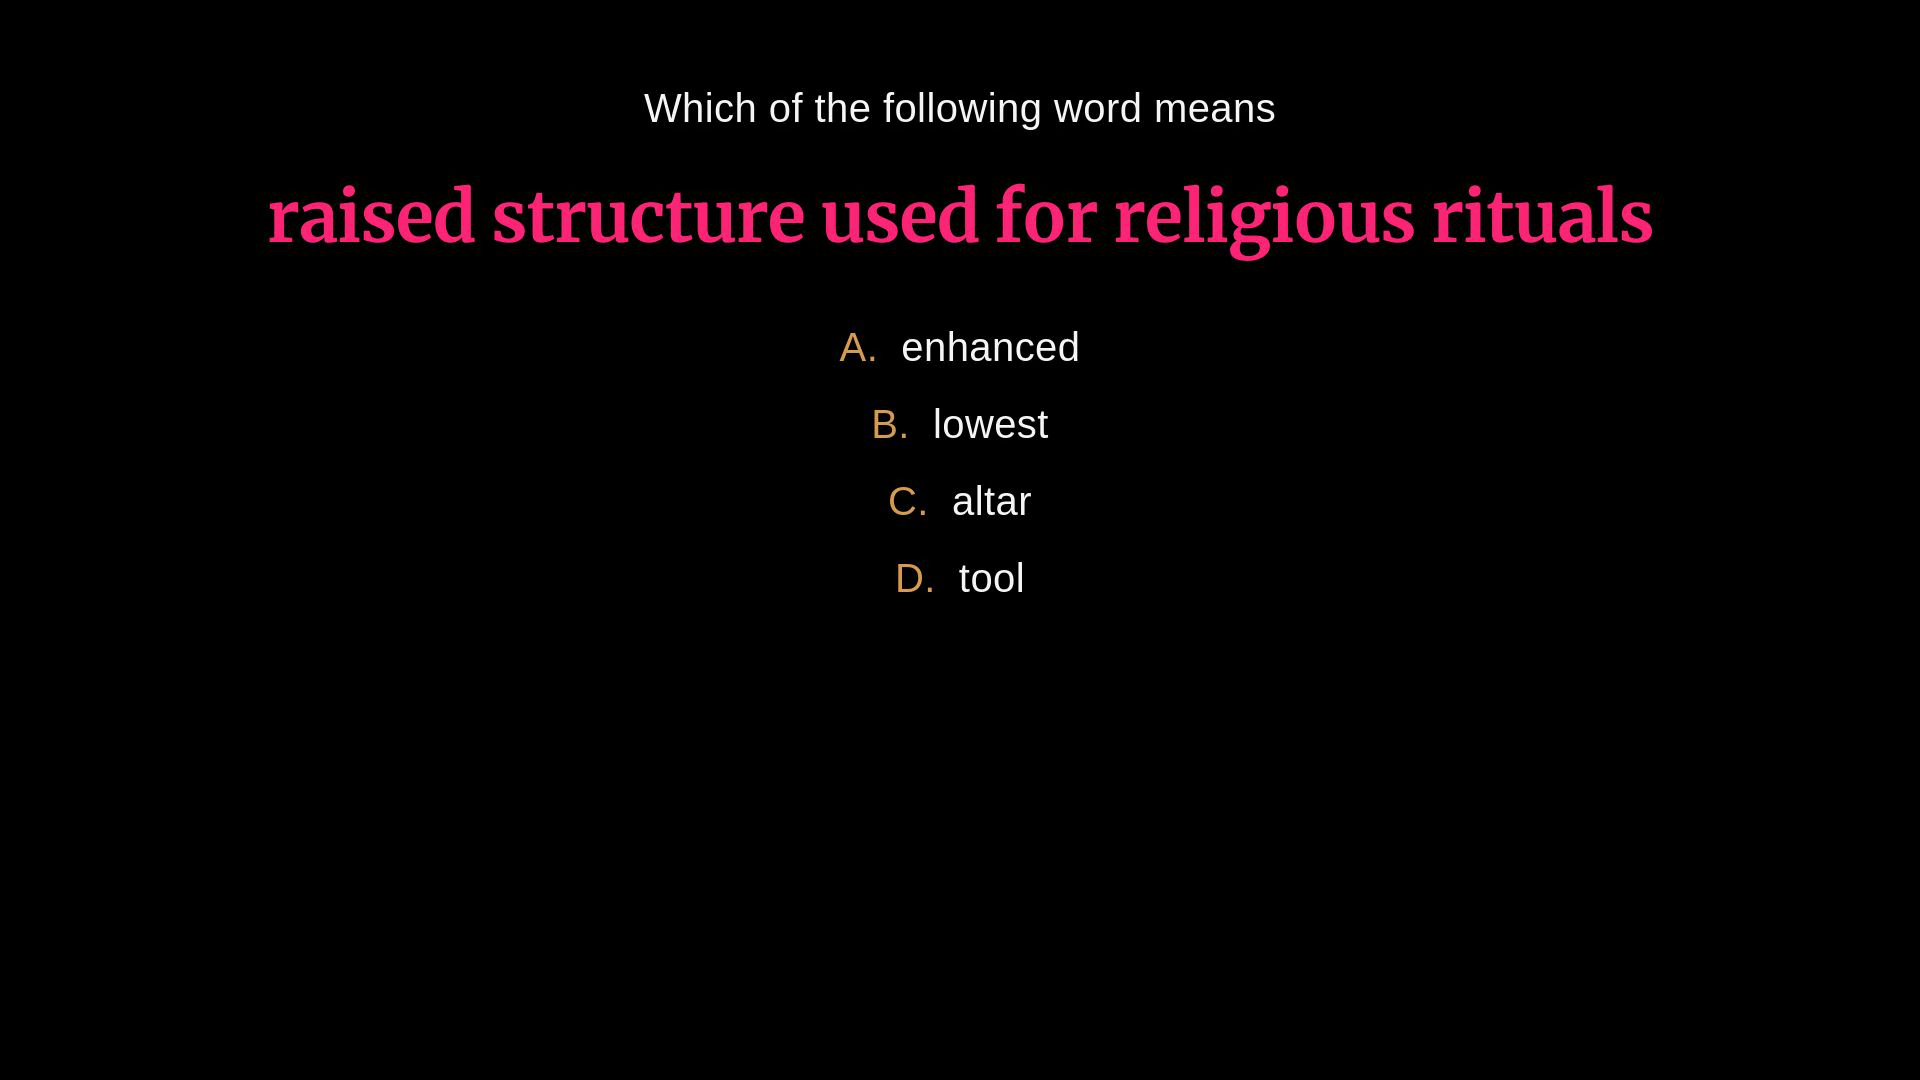 Which of the following word means
raised structure used for religious rituals
A. enhanced
B. lowest
C. altar
D. tool